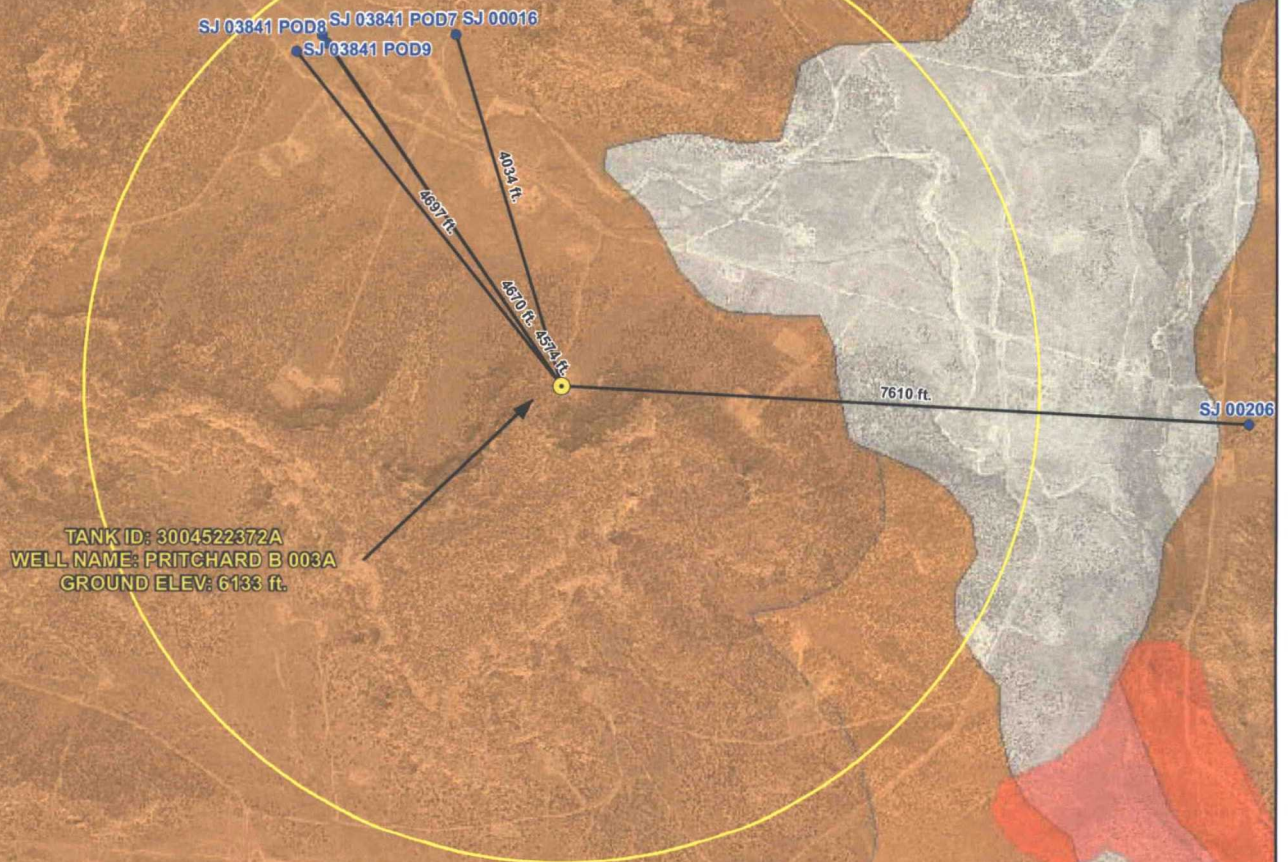 SJ 03841 POD8
SJ 03841 POD7
SJ 00016
SJ 03841 POD9
4034 ft.
4697 ft.
4670 ft.
4574 ft.
7610 ft.
SJ 00206
TANK ID: 3004522372A
WELL NAME: PRITCHARD B 003A
GROUND ELEV: 6133 ft.